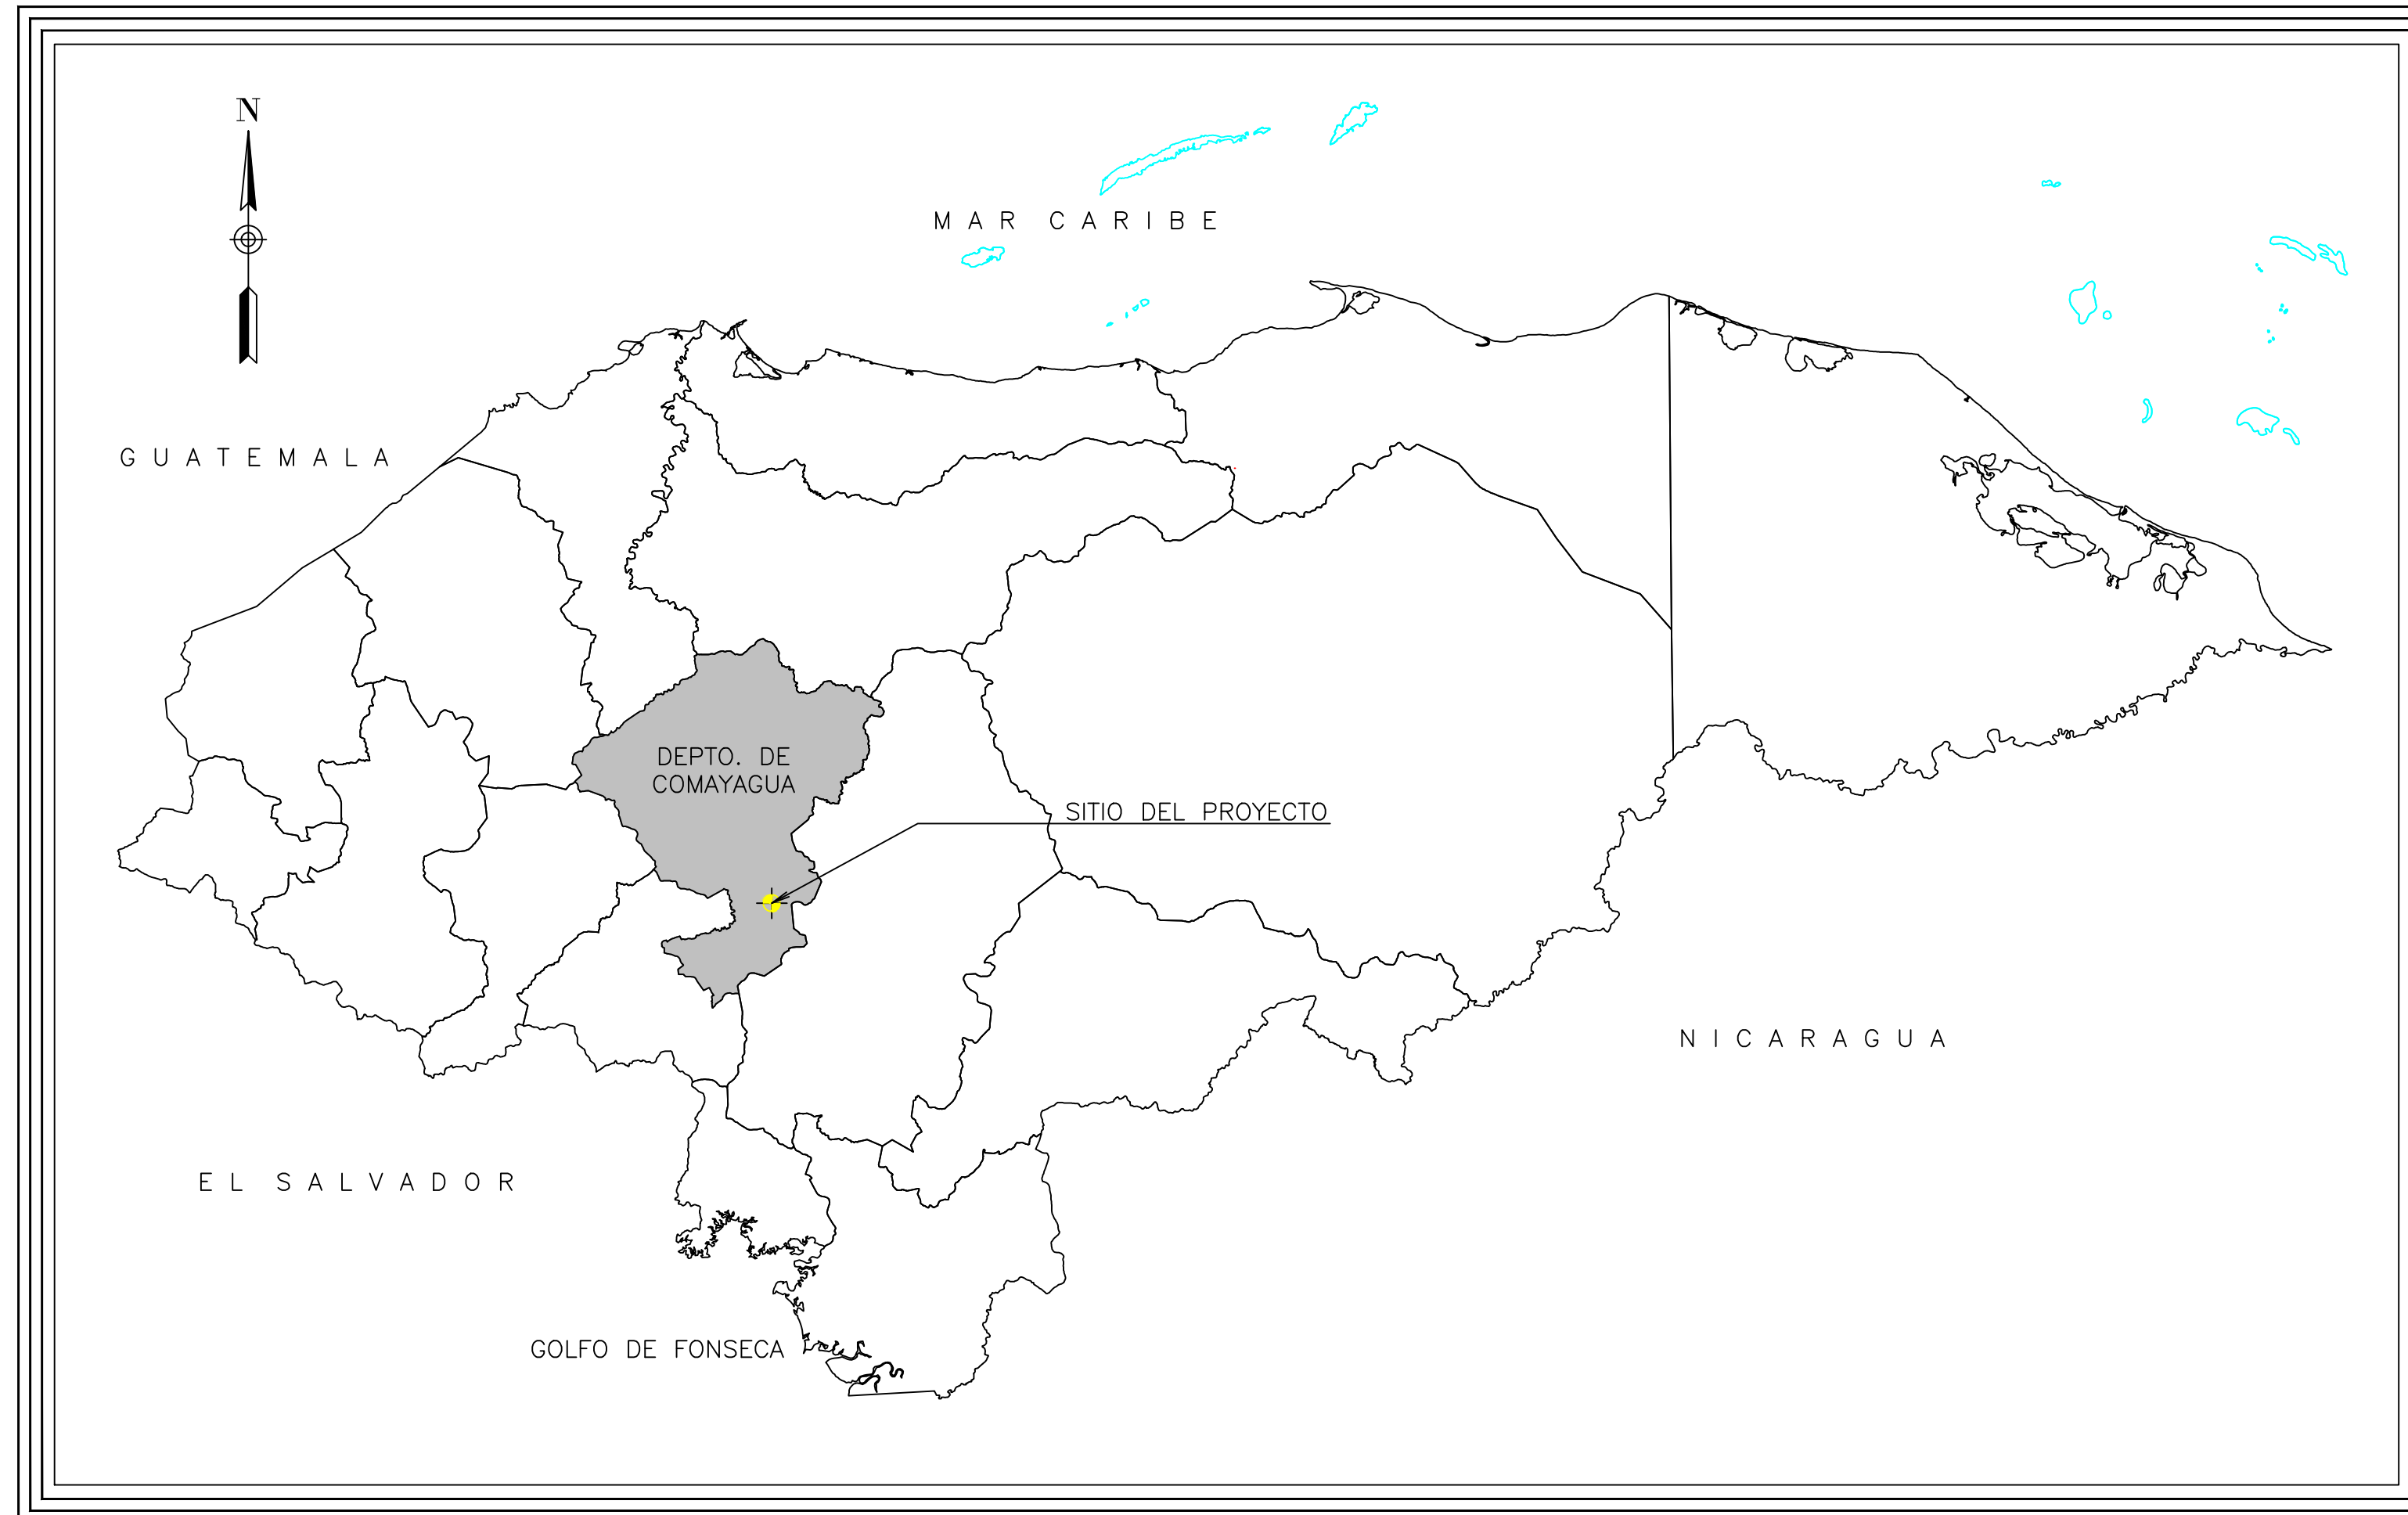 N
MAR CARIBE
GUATEMALA
DEPTO. DE
COMAYAGUA
SITIO DEL PROYECTO
NICARAGUA
EL SALVADOR
GOLFO DE FONSECA